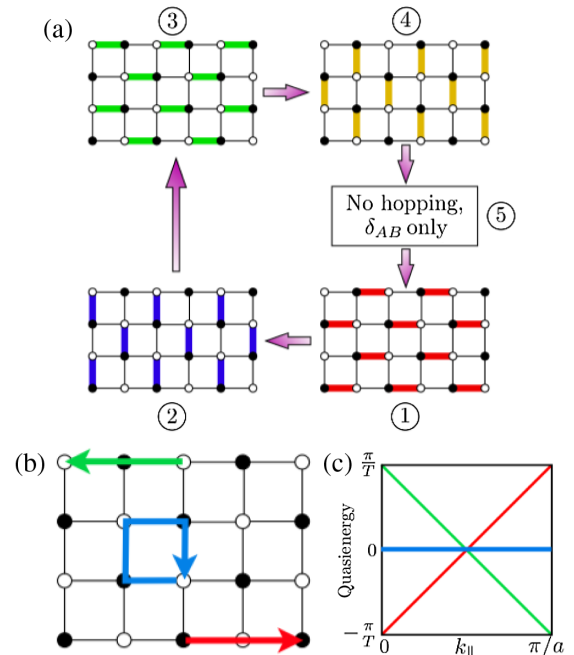 (a)
③
④
No hopping,
δ_AB only
⑤
②
①
(b)
(c)
π/T
Quasienergy
0
-π/T
0
k_∥
π/a